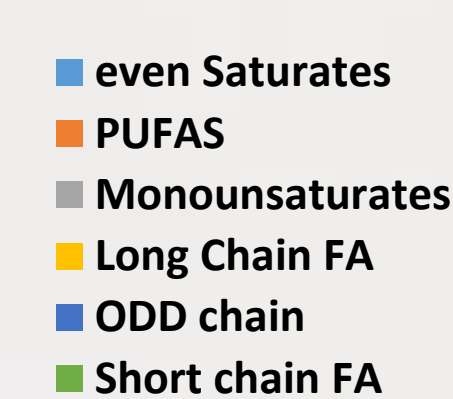 even Saturates
PUFAS
Monounsaturates
Long Chain FA
ODD chain
Short chain FA